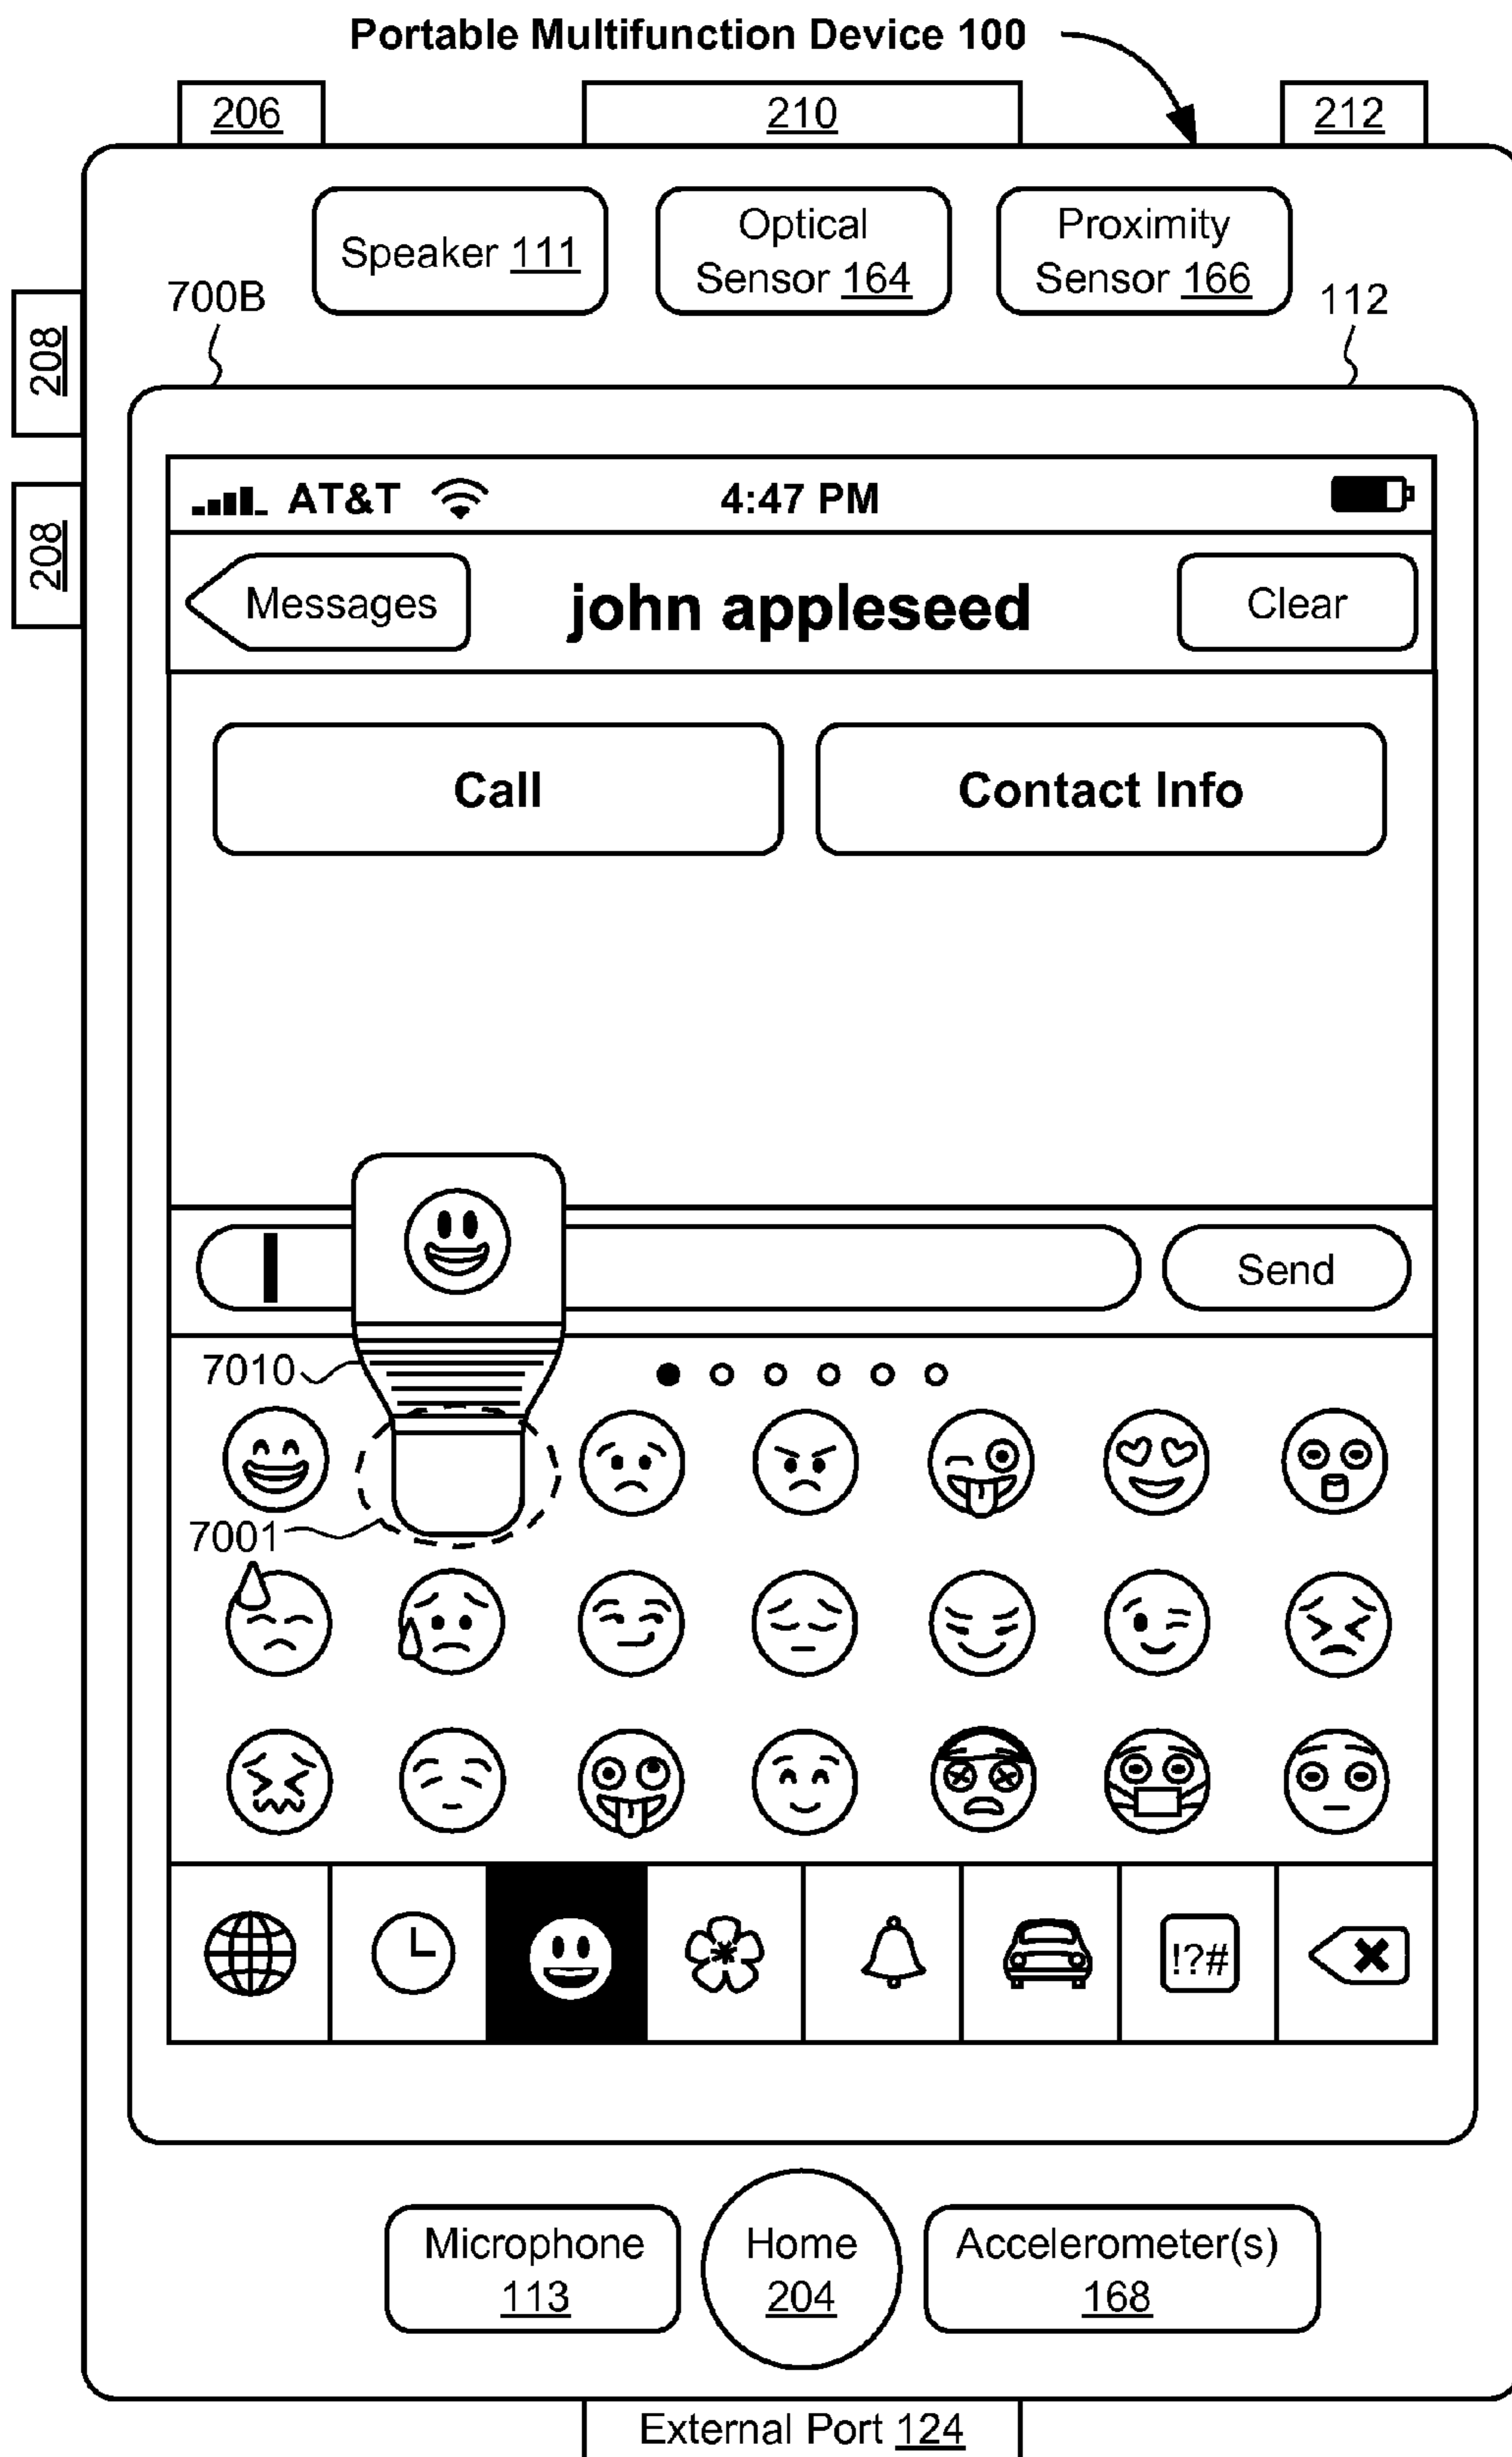 Portable Multifunction Device 100
206
210
212
Speaker 111
Optical
Sensor 164
Proximity
Sensor 166
700B
112
208
208
AT&T
4:47 PM
Messages
john appleseed
Clear
Call
Contact Info
Send
7010
7001
!?#
Microphone
113
Home
204
Accelerometer(s)
168
External Port 124